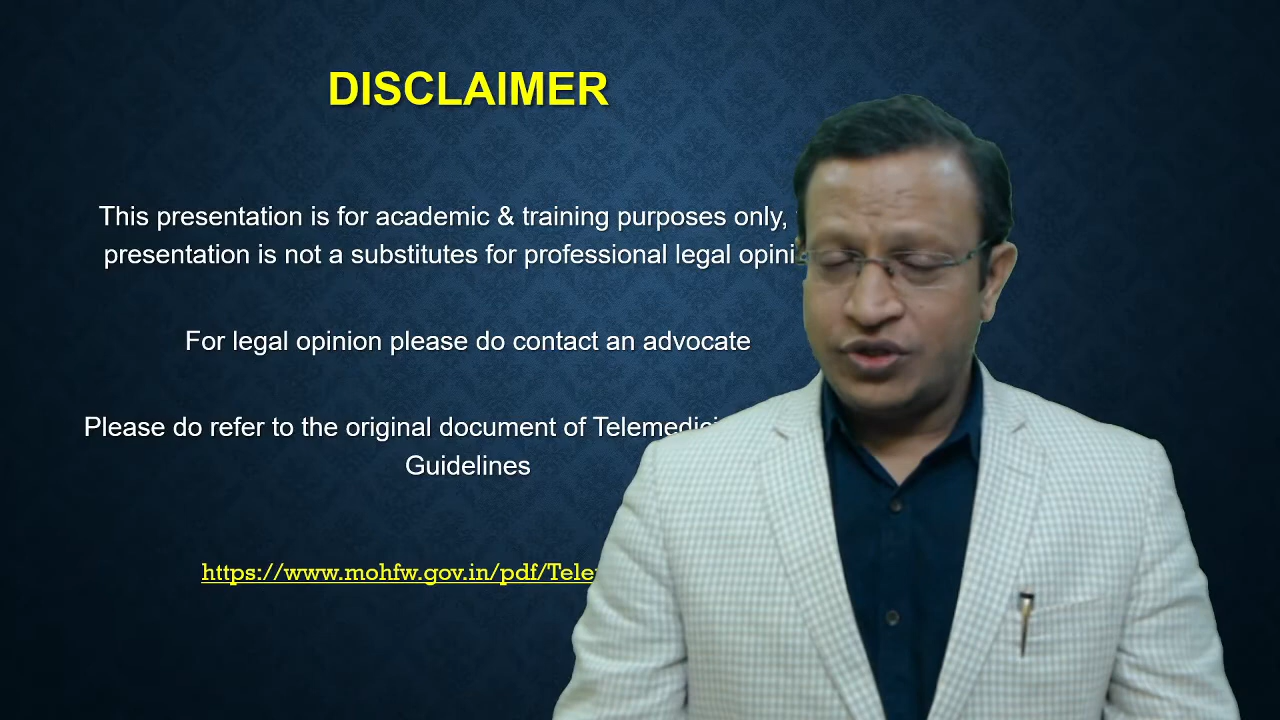 DISCLAIMER
This presentation is for academic & training purposes only,
presentation is not a substitutes for professional legal
For legal opinion please do contact an advocate
Please do refer to the original document of
Guidelines
https://www.mohfw.gov.in/pdf/Tele